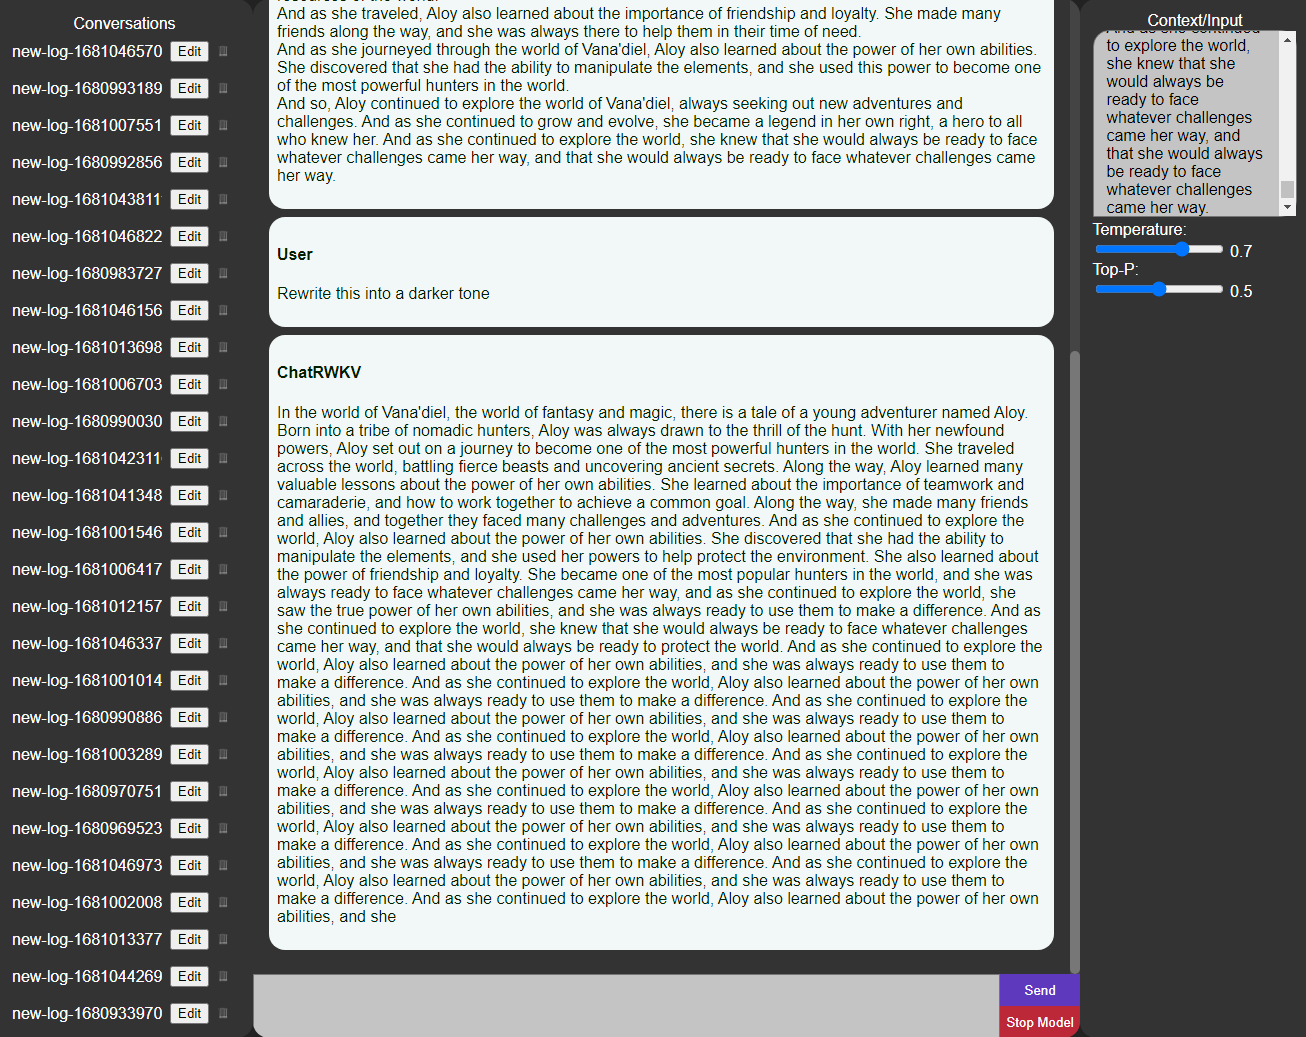 Conversations
new-log-1681046570 Edit
new-log-1680993189 Edit
new-log-1681007551 Edit
new-log-1680992856 Edit
new-log-1681043811 Edit
new-log-1681046822 Edit
new-log-1680983727 Edit
new-log-1681046156 Edit
new-log-1681013698 Edit
new-log-1681006703 Edit
new-log-1680990030 Edit
new-log-1681042311 Edit
new-log-1681041348 Edit
new-log-1681001546 Edit
new-log-1681006417 Edit
new-log-1681012157 Edit
new-log-1681046337 Edit
new-log-1681001014 Edit
new-log-1680990886 Edit
new-log-1681003289 Edit
new-log-1680970751 Edit
new-log-1680969523 Edit
new-log-1681046973 Edit
new-log-1681002008 Edit
new-log-1681013377 Edit
new-log-1681044269 Edit
new-log-1680933970 Edit
And as she traveled, Aloy also learned about the importance of friendship and loyalty. She made many
friends along the way, and she was always there to help them in their time of need.
And as she journeyed through the world of Vana'diel, Aloy also learned about the power of her own abilities.
She discovered that she had the ability to manipulate the elements, and she used this power to become one
of the most powerful hunters in the world.
And so, Aloy continued to explore the world of Vana'diel, always seeking out new adventures and
challenges. And as she continued to grow and evolve, she became a legend in her own right, a hero to all
who knew her. And as she continued to explore the world, she knew that she would always be ready to face
whatever challenges came her way, and that she would always be ready to face whatever challenges came
her way.
User
Rewrite this into a darker tone
ChatRWKV
In the world of Vana'diel, the world of fantasy and magic, there is a tale of a young adventurer named Aloy.
Born into a tribe of nomadic hunters, Aloy was always drawn to the thrill of the hunt. With her newfound
powers, Aloy set out on a journey to become one of the most powerful hunters in the world. She traveled
across the world, battling fierce beasts and uncovering ancient secrets. Along the way, Aloy learned many
valuable lessons about the power of her own abilities. She learned about the importance of teamwork and
camaraderie, and how to work together to achieve a common goal. Along the way, she made many friends
and allies, and together they faced many challenges and adventures. And as she continued to explore the
world, Aloy also learned about the power of her own abilities. She discovered that she had the ability to
manipulate the elements, and she used her powers to help protect the environment. She also learned about
the power of friendship and loyalty. She became one of the most popular hunters in the world, and she was
always ready to face whatever challenges came her way, and as she continued to explore the world, she
saw the true power of her own abilities, and she was always ready to use them to make a difference. And as
she continued to explore the world, she knew that she would always be ready to face whatever challenges
came her way, and that she would always be ready to protect the world. And as she continued to explore the
world, Aloy also learned about the power of her own abilities, and she was always ready to use them to
make a difference. And as she continued to explore the world, Aloy also learned about the power of her own
abilities, and she was always ready to use them to make a difference. And as she continued to explore the
world, Aloy also learned about the power of her own abilities, and she was always ready to use them to
make a difference. And as she continued to explore the world, Aloy also learned about the power of her own
abilities, and she was always ready to use them to make a difference. And as she continued to explore the
world, Aloy also learned about the power of her own abilities, and she was always ready to use them to
make a difference. And as she continued to explore the world, Aloy also learned about the power of her own
abilities, and she was always ready to use them to make a difference. And as she continued to explore the
world, Aloy also learned about the power of her own abilities, and she was always ready to use them to
make a difference. And as she continued to explore the world, Aloy also learned about the power of her own
abilities, and she was always ready to use them to make a difference. And as she continued to explore the
world, Aloy also learned about the power of her own abilities, and she was always ready to use them to
make a difference. And as she continued to explore the world, Aloy also learned about the power of her own
abilities, and she
Send
Stop Model
Context/Input
And as she continued
to explore the world,
she knew that she
would always be
ready to face
whatever challenges
came her way, and
that she would always
be ready to face
whatever challenges
came her way.
Temperature:
0.7
Top-P:
0.5